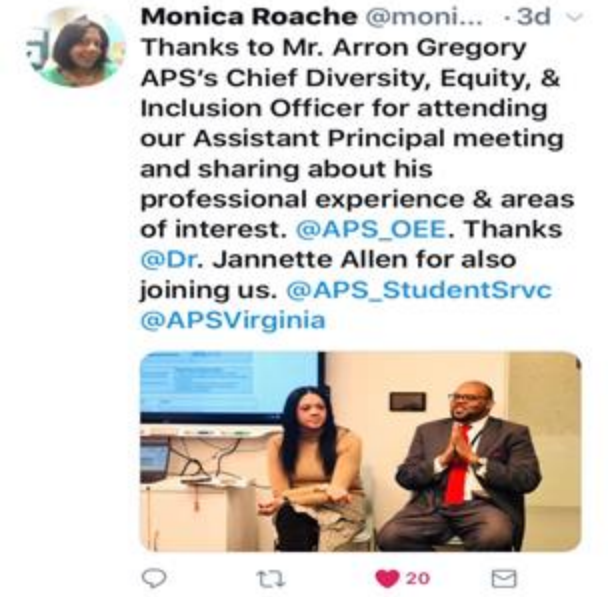 Monica Roache @moni... · 3d
Thanks to Mr. Arron Gregory
APS's Chief Diversity, Equity, &
Inclusion Officer for attending
our Assistant Principal meeting
and sharing about his
professional experience & areas
of interest. @APS_OEE. Thanks
@Dr. Jannette Allen for also
joining us. @APS_StudentSrvc
@APSVirginia
20